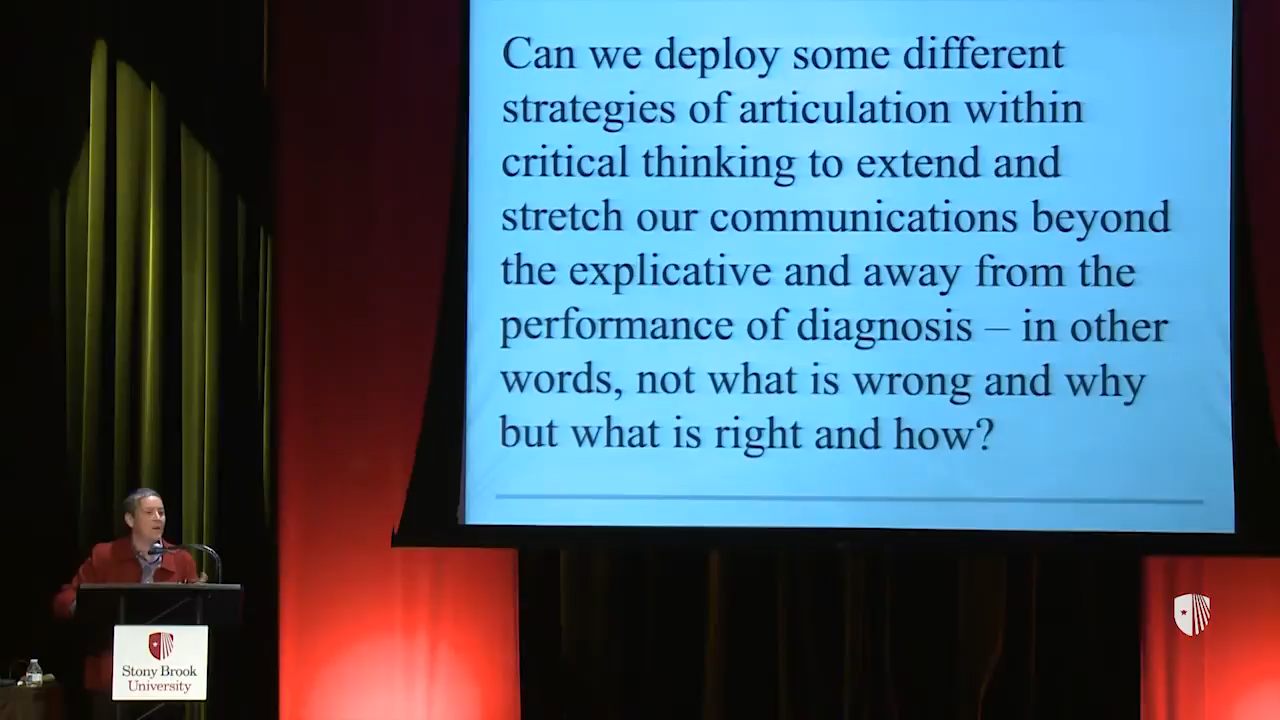 Can we deploy some different
strategies of articulation within
critical thinking to extend and
stretch our communications beyond
the explicative and away from the
performance of diagnosis – in other
words, not what is wrong and why
but what is right and how?
Stony Brook
University